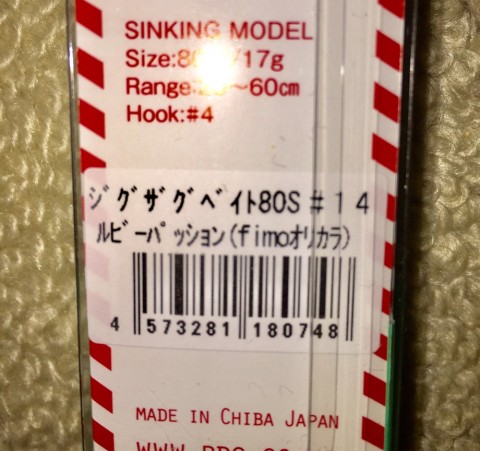 SINKING MODEL
/17g
Range: ～60cm
Hook:#4
ｼﾞｸﾞｻﾞｸﾞﾍﾞｲﾄ80S #14
ﾙﾋﾞｰﾊﾟｯｼｮﾝ(fimoｵﾘｶﾗ)
4 573281 180748
MADE IN CHIBA JAPAN